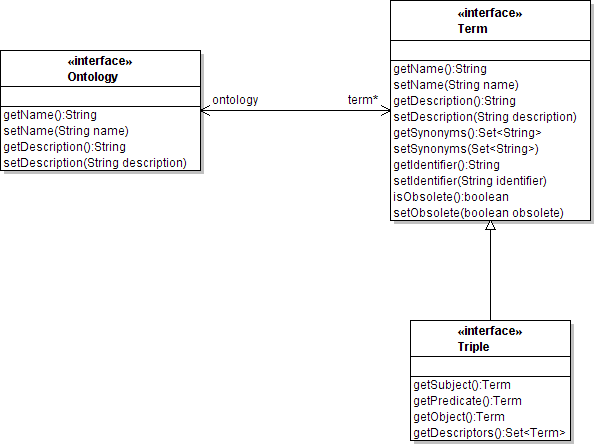 «interface»
Ontology
getName():String
setName(String name)
getDescription():String
setDescription(String description)
ontology
term*
«interface»
Term
getName():String
setName(String name)
getDescription():String
setDescription(String description)
getSynonyms():Set<String>
setSynonyms(Set<String>)
getIdentifier():String
setIdentifier(String identifier)
isObsolete():boolean
setObsolete(boolean obsolete)
«interface»
Triple
getSubject():Term
getPredicate():Term
getObject():Term
getDescriptors():Set<Term>